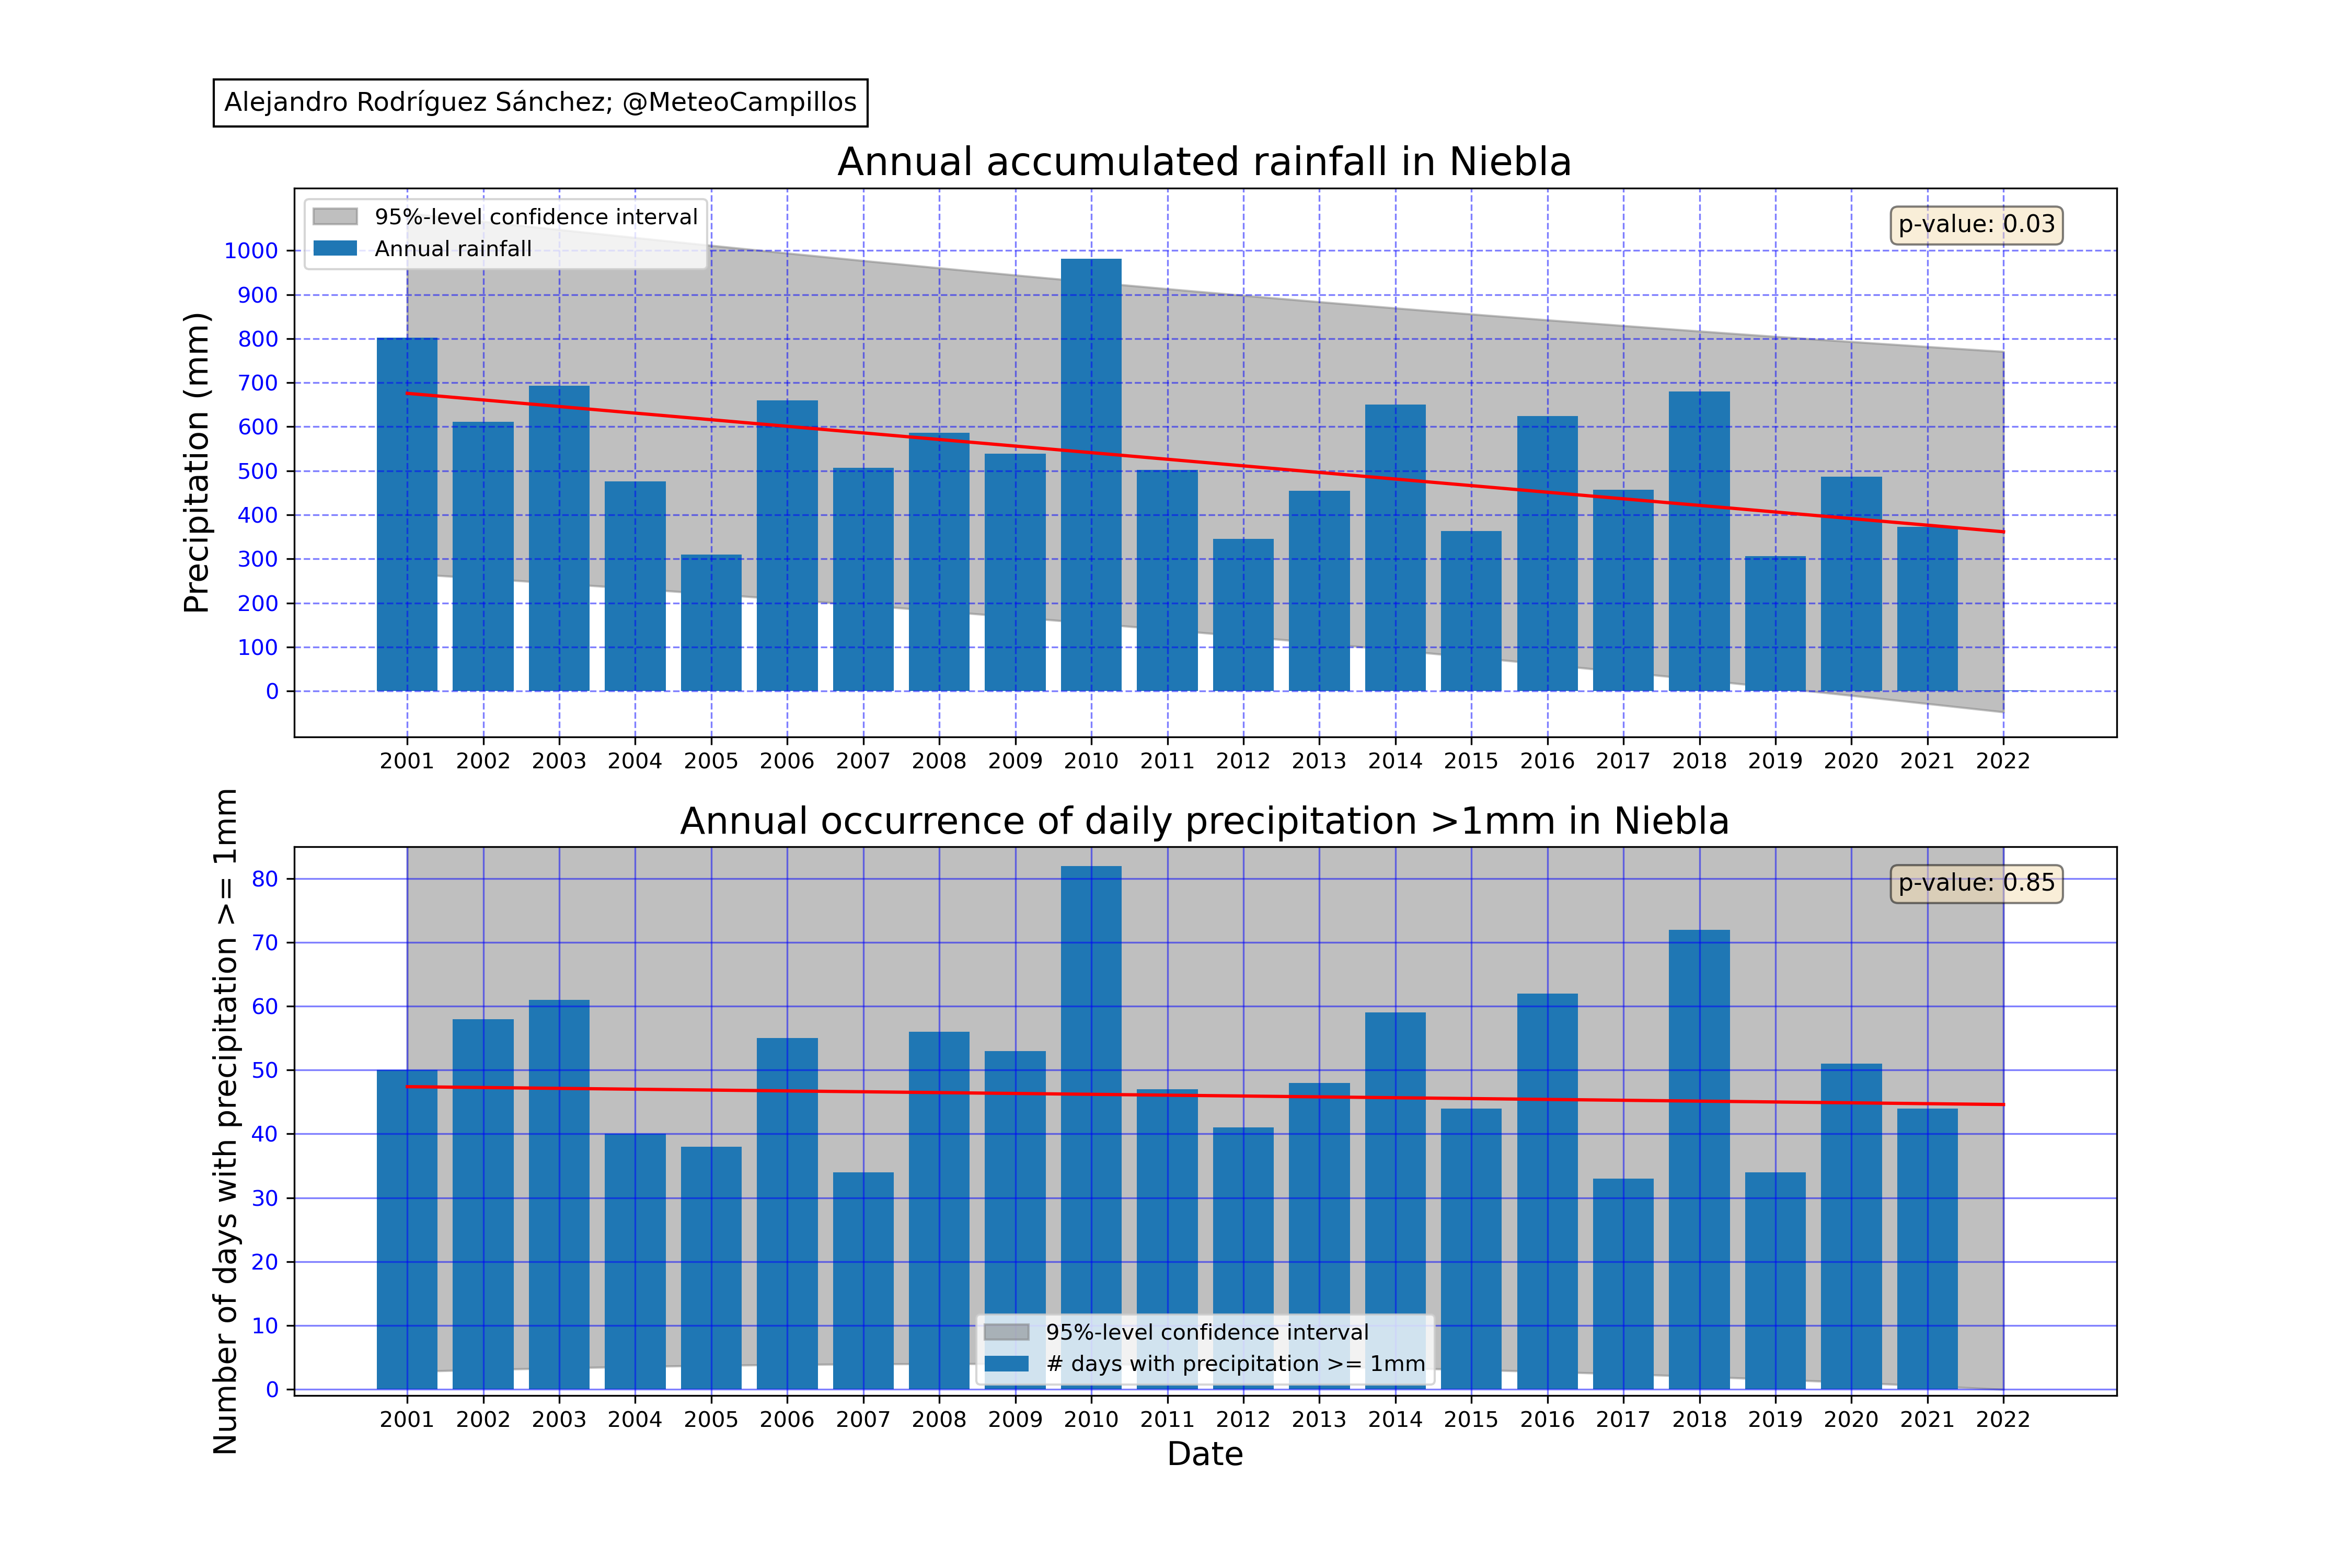 Alejandro Rodríguez Sánchez; @MeteoCampillos
Annual accumulated rainfall in Niebla
95%-level confidence interval
Annual rainfall
p-value: 0.03
Precipitation (mm)
1000
900
800
700
600
500
400
300
200
100
0
2001 2002 2003 2004 2005 2006 2007 2008 2009 2010 2011 2012 2013 2014 2015 2016 2017 2018 2019 2020 2021 2022
Annual occurrence of daily precipitation >1mm in Niebla
p-value: 0.85
Number of days with precipitation >= 1mm
80
70
60
50
40
30
20
10
0
95%-level confidence interval
# days with precipitation >= 1mm
2001 2002 2003 2004 2005 2006 2007 2008 2009 2010 2011 2012 2013 2014 2015 2016 2017 2018 2019 2020 2021 2022
Date